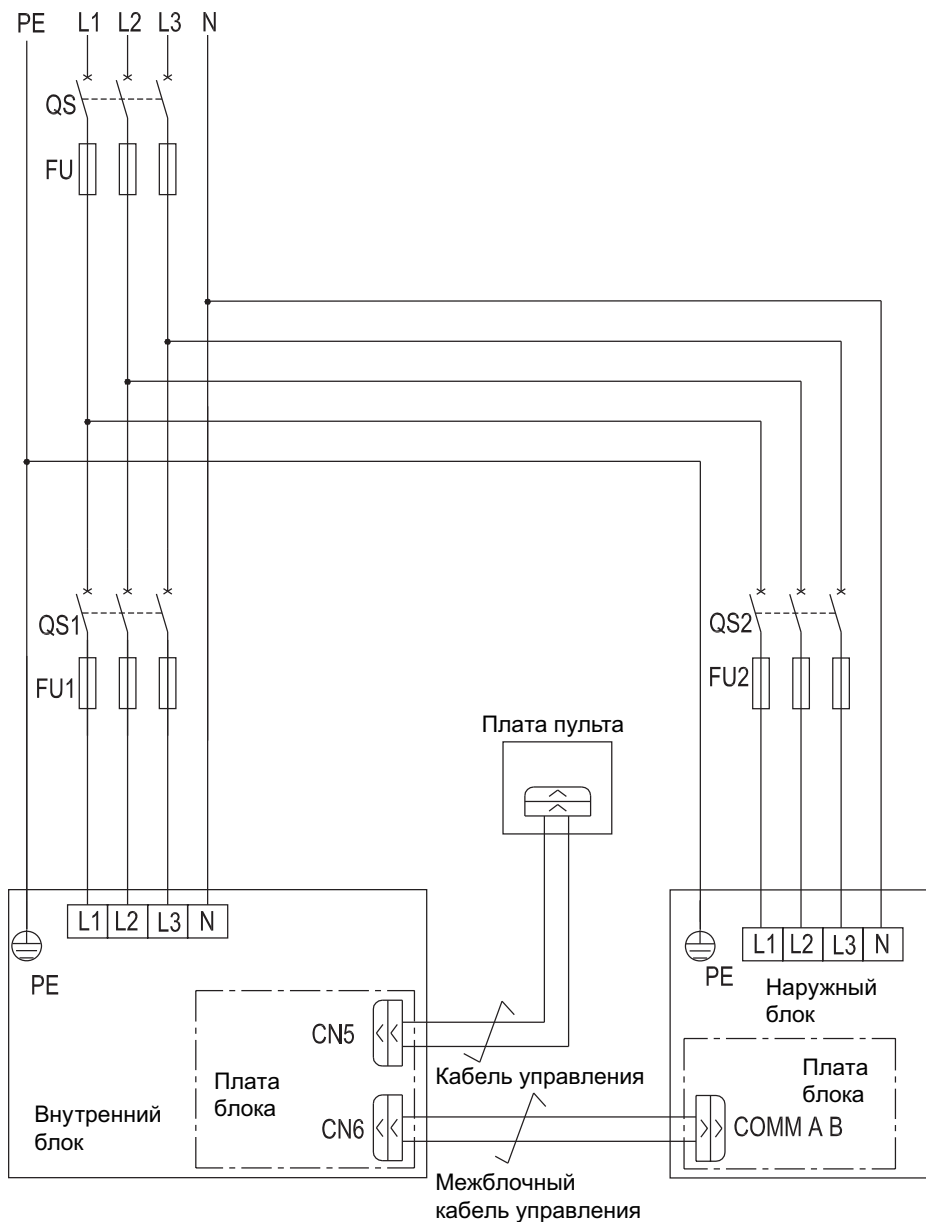 PE L1 L2 L3 N
QS
FU
QS1
QS2
FU1
FU2
Плата пульта
L1 L2 L3 N
L1 L2 L3 N
PE
PE
Наружный
блок
CN5
Плата
блока
Кабель управления
Плата
блока
Внутренний
блок
CN6
COMM A B
Межблочный
кабель управления